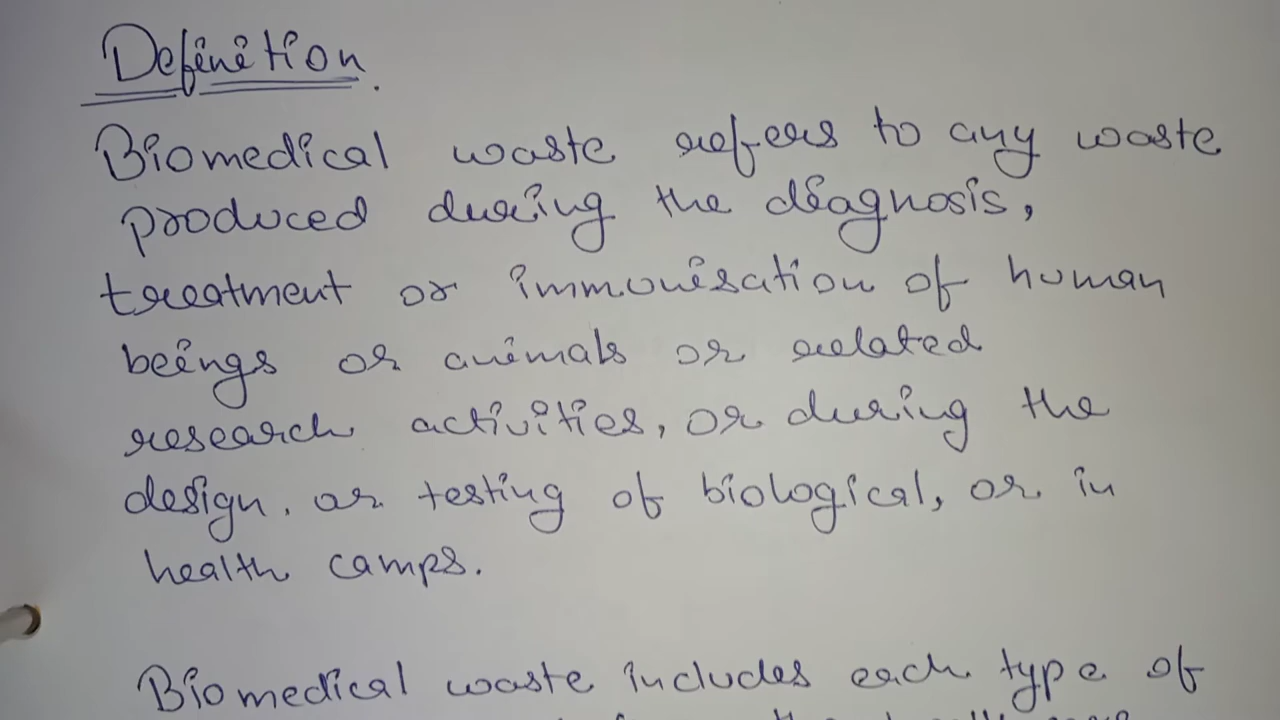 Definition.
Biomedical waste refers to any waste
produced during the diagnosis,
treatment or immunisation of human
beings or animals or related
research activities, or during the
design. or testing of biological, or in
health camps.
Biomedical waste includes each type of